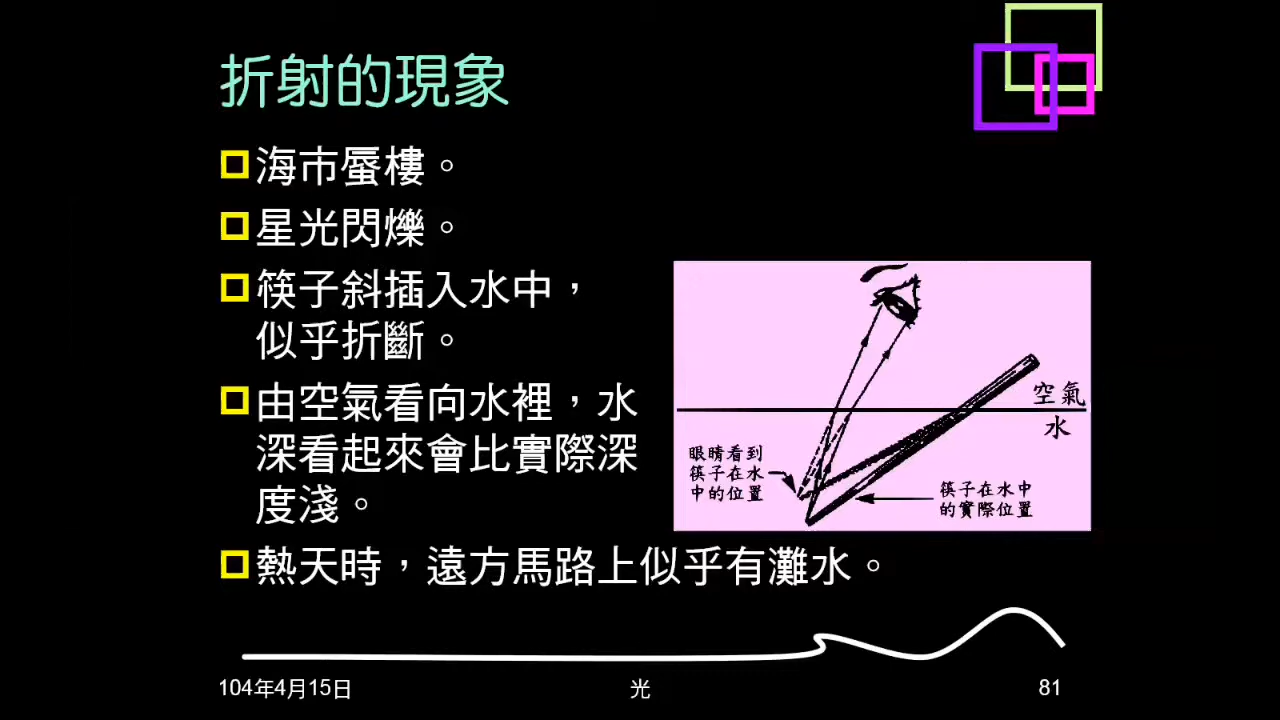 折射的現象
海市蜃樓。
星光閃爍。
筷子斜插入水中，
似乎折斷。
由空氣看向水裡，水
深看起來會比實際深
度淺。
熱天時，遠方馬路上似乎有灘水。
空氣
水
眼睛看到
筷子在水
中的位置
筷子在水中
的實際位置
104年4月15日
光
81